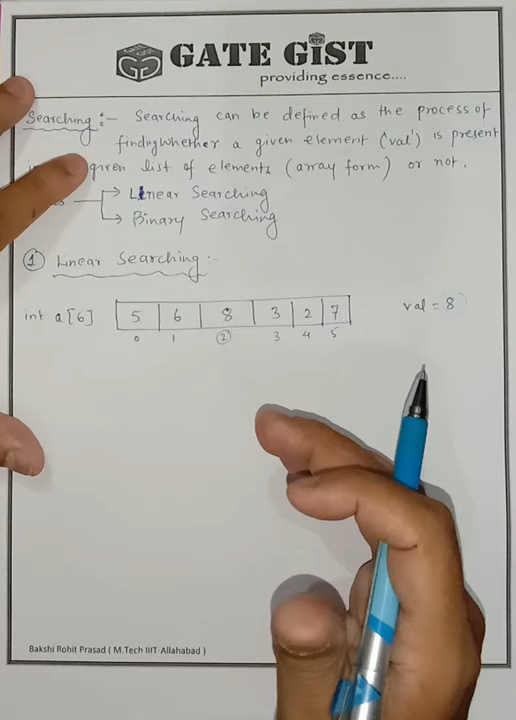 GATE GIST
providing essence....
Searching :- Searching can be defined as the process of
finding whether a given element ('val') is present
given list of elements (array form) or not.
Linear Searching
Binary Searching
1 Linear Searching :-
int a[6] 5 6 8 3 2 7 val = 8
0 1 2 3 4 5
Bakshi Rohit Prasad ( M.Tech IIIT-Allahabad )